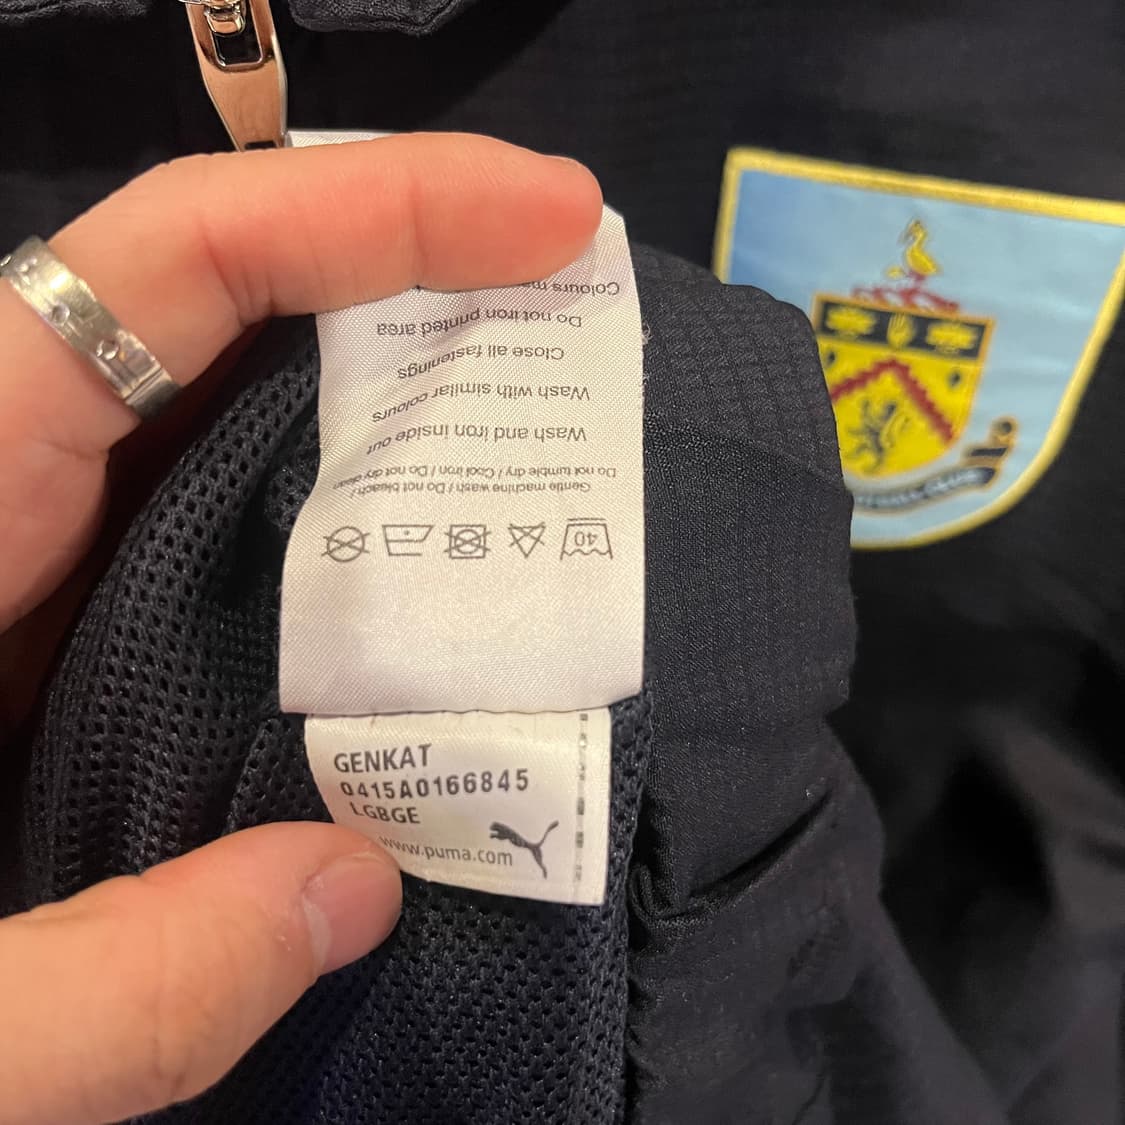 Colours
Do not iron printed area
Close all fastenings
Wash with similar colours
Wash and iron inside out
Do not tumble dry / Cool iron / Do not dry clean
Gentle machine wash / Do not bleach /
40
GENKAT
0415A0166845
LGBGE
www.puma.com